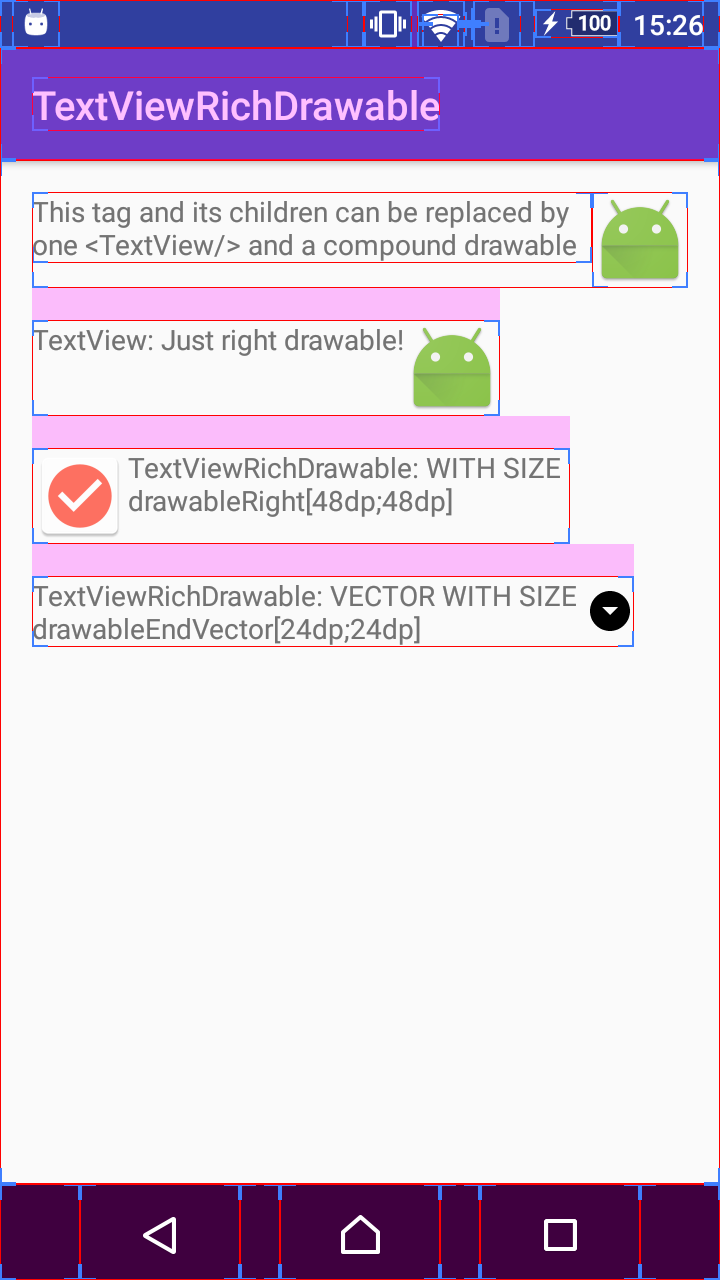 100 15:26
TextViewRichDrawable
This tag and its children can be replaced by
one <TextView/> and a compound drawable
TextView: Just right drawable!
TextViewRichDrawable: WITH SIZE
drawableRight[48dp;48dp]
TextViewRichDrawable: VECTOR WITH SIZE
drawableEndVector[24dp;24dp]